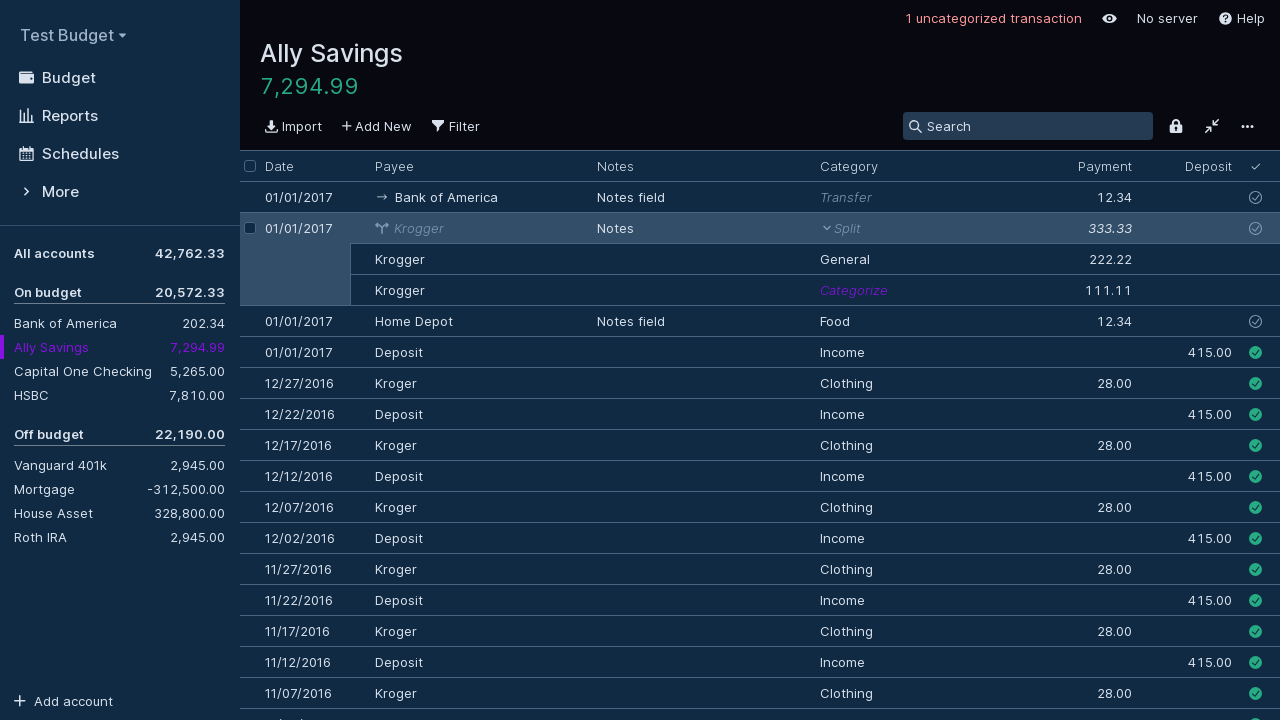 Test Budget
Budget
Reports
Schedules
More
All accounts 42,762.33
On budget 20,572.33
Bank of America 202.34
Ally Savings 7,294.99
Capital One Checking 5,265.00
HSBC 7,810.00
Off budget 22,190.00
Vanguard 401k 2,945.00
Mortgage -312,500.00
House Asset 328,800.00
Roth IRA 2,945.00
Add account
1 uncategorized transaction No server Help
Ally Savings
7,294.99
Import Add New Filter Search
Date Payee Notes Category Payment Deposit
01/01/2017 Bank of America Notes field Transfer 12.34
01/01/2017 Krogger Notes Split 333.33
Krogger General 222.22
Krogger Categorize 111.11
01/01/2017 Home Depot Notes field Food 12.34
01/01/2017 Deposit Income 415.00
12/27/2016 Kroger Clothing 28.00
12/22/2016 Deposit Income 415.00
12/17/2016 Kroger Clothing 28.00
12/12/2016 Deposit Income 415.00
12/07/2016 Kroger Clothing 28.00
12/02/2016 Deposit Income 415.00
11/27/2016 Kroger Clothing 28.00
11/22/2016 Deposit Income 415.00
11/17/2016 Kroger Clothing 28.00
11/12/2016 Deposit Income 415.00
11/07/2016 Kroger Clothing 28.00